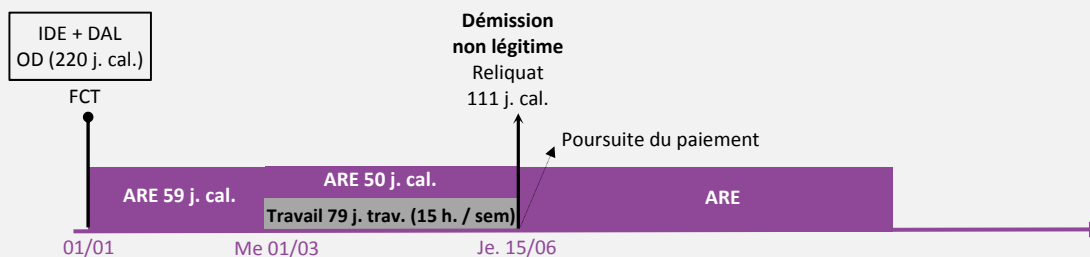 IDE + DAL
OD (220 j. cal.)
FCT
Démission
non légitime
Reliquat
111 j. cal.
Poursuite du paiement
ARE 59 j. cal.
ARE 50 j. cal.
ARE
Travail 79 j. trav. (15 h. / sem)
01/01
Me 01/03
Je. 15/06